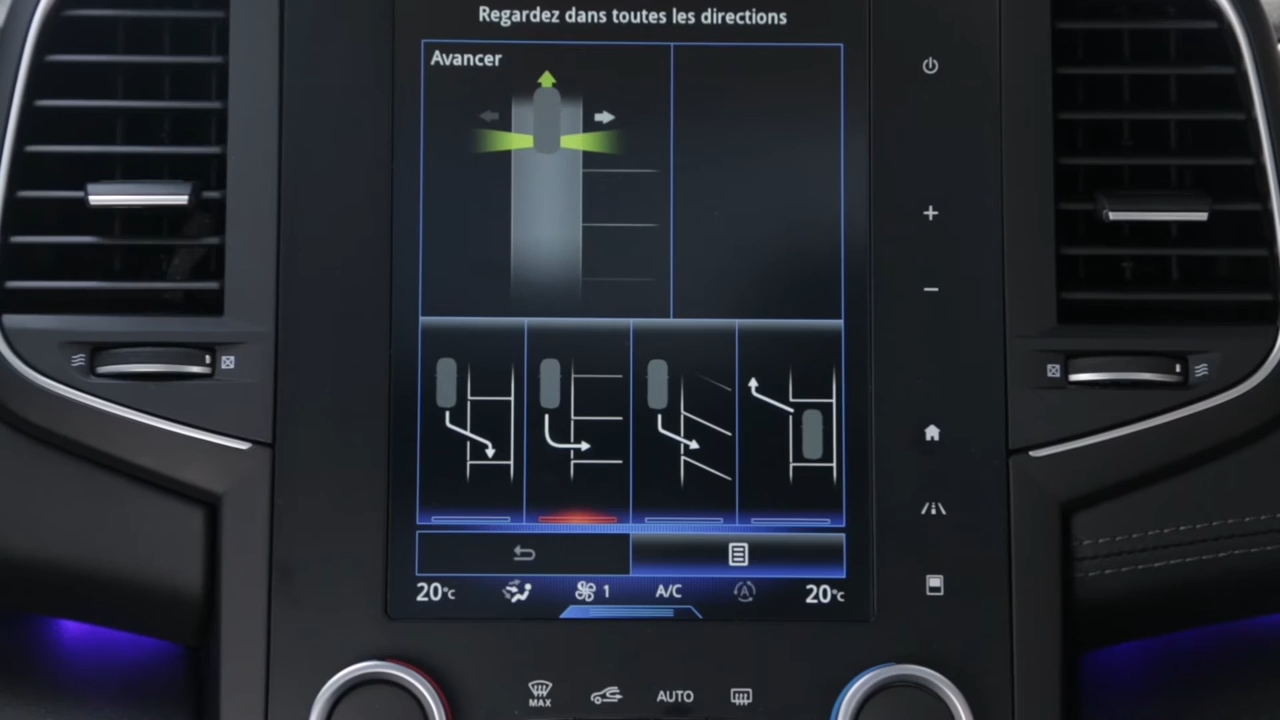 Regardez dans toutes les directions
Avancer
20°C
1
A/C
A
20°C
MAX
AUTO